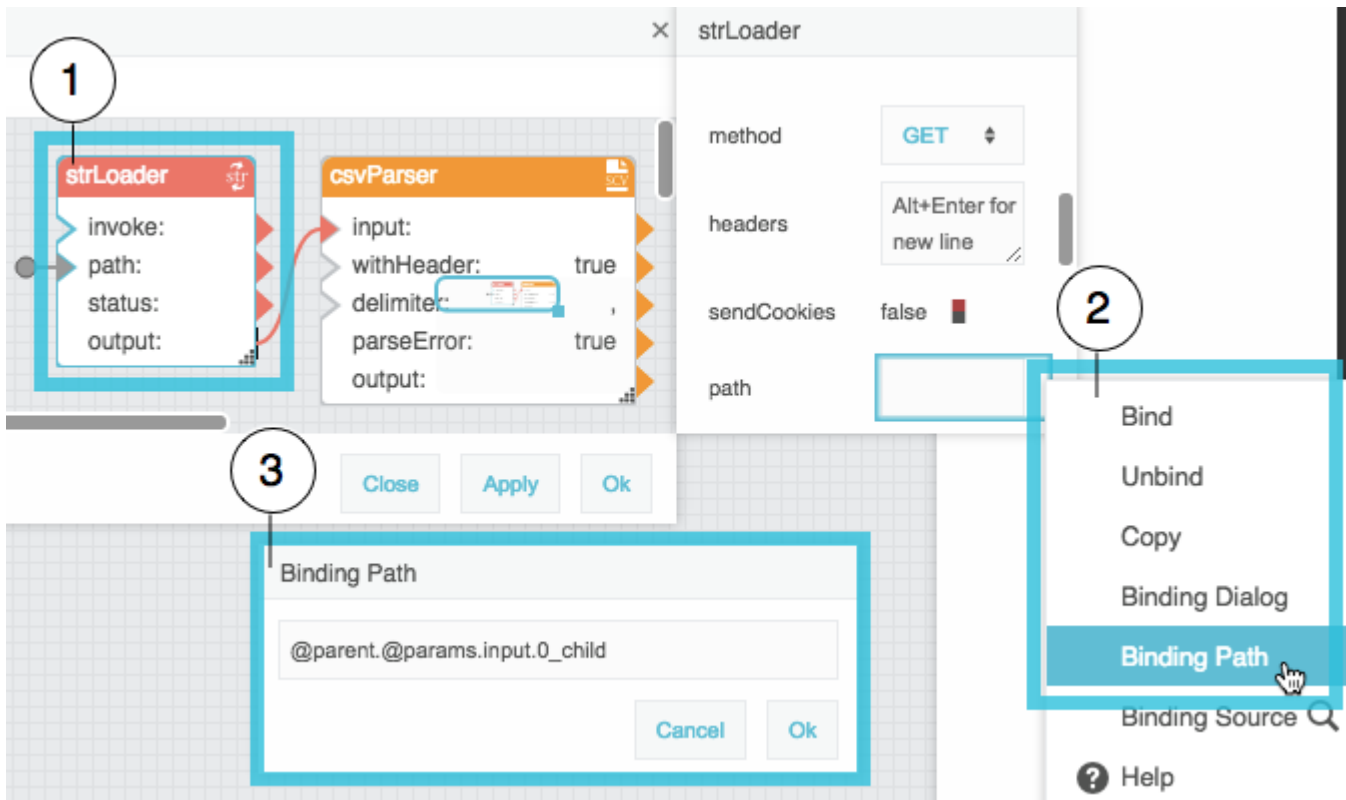 ×
strLoader
1
strLoader
str
csvParser
SCV
invoke:
path:
status:
output:
input:
withHeader: true
delimiter: ,
parseError: true
output:
method
GET
headers
Alt+Enter for
new line
sendCookies
false
path
2
Bind
Unbind
Copy
Binding Dialog
Binding Path
Binding Source
? Help
Close
Apply
Ok
3
Binding Path
@parent.@params.input.0_child
Cancel
Ok